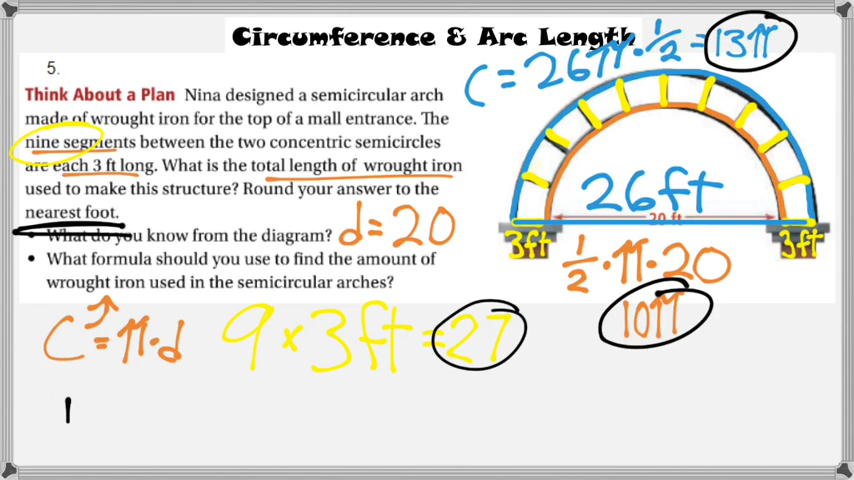 Circumference & Arc Length
C = 26π · 1/2 = 13π
5.
Think About a Plan Nina designed a semicircular arch
made of wrought iron for the top of a mall entrance. The
nine segments between the two concentric semicircles
are each 3 ft long. What is the total length of wrought iron
used to make this structure? Round your answer to the
nearest foot.
• What do you know from the diagram?
• What formula should you use to find the amount of
wrought iron used in the semicircular arches?
d = 20
26ft
20 ft
3ft
3ft
1/2 · π · 20
10π
C = π · d
9 × 3ft = 27